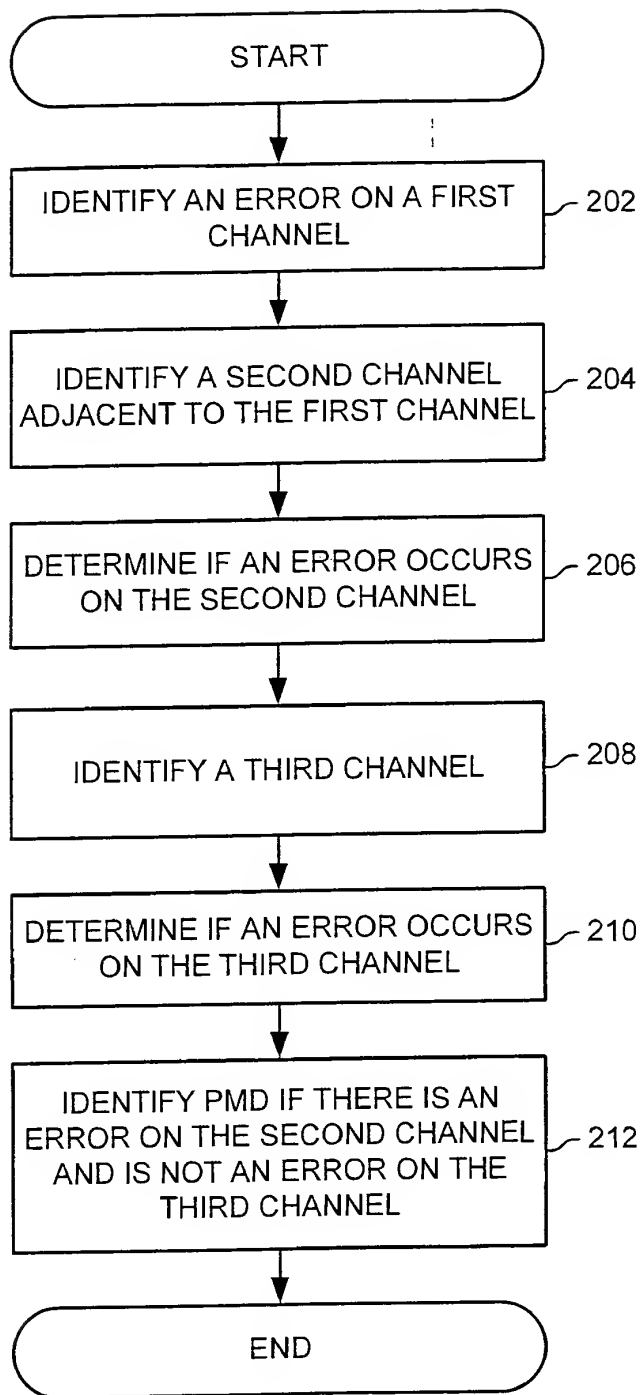 START
IDENTIFY AN ERROR ON A FIRST
CHANNEL
202
IDENTIFY A SECOND CHANNEL
ADJACENT TO THE FIRST CHANNEL
204
DETERMINE IF AN ERROR OCCURS
ON THE SECOND CHANNEL
206
IDENTIFY A THIRD CHANNEL
208
DETERMINE IF AN ERROR OCCURS
ON THE THIRD CHANNEL
210
IDENTIFY PMD IF THERE IS AN
ERROR ON THE SECOND CHANNEL
AND IS NOT AN ERROR ON THE
THIRD CHANNEL
212
END